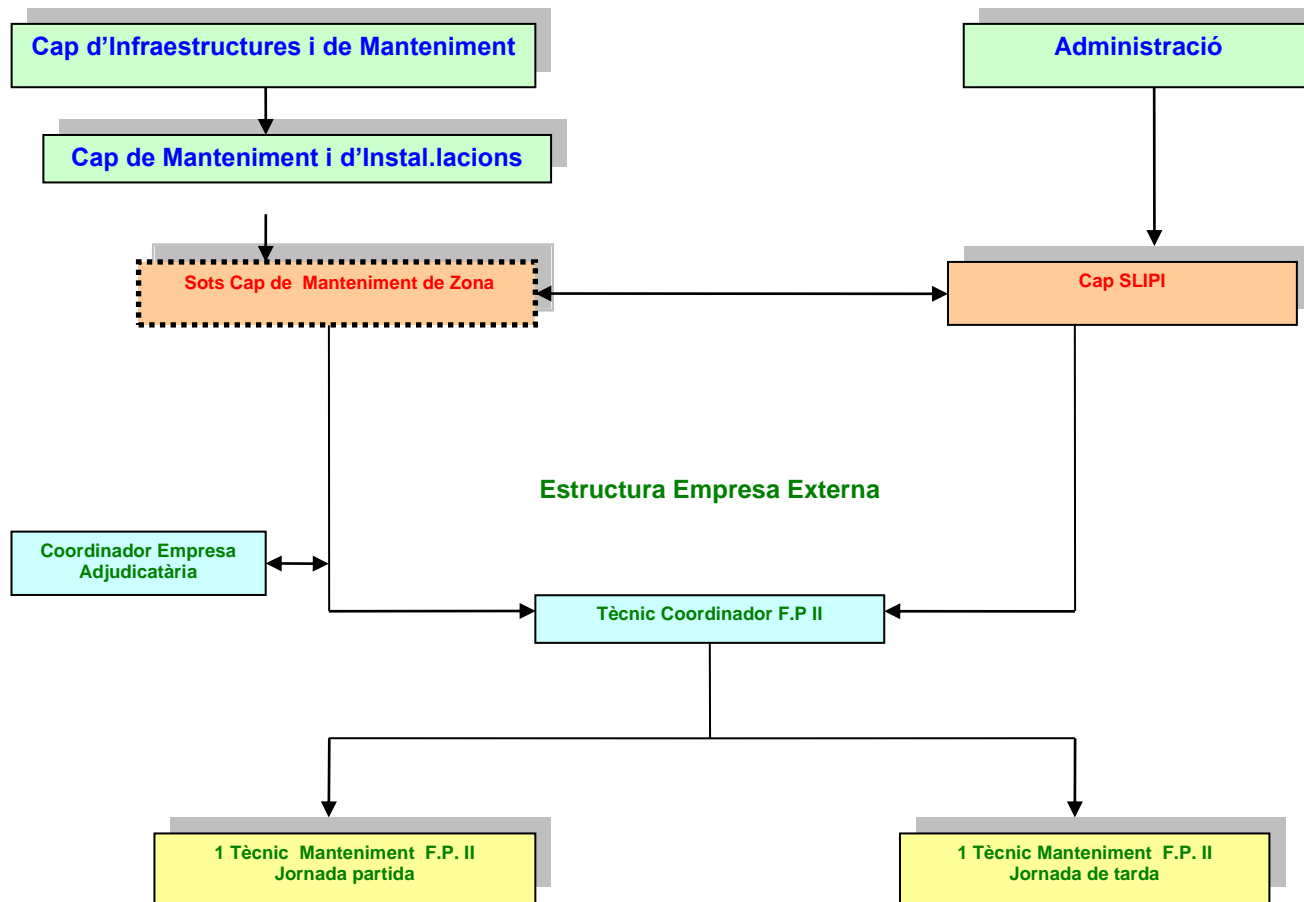 Cap d’Infraestructures i de Manteniment
Administració
Cap de Manteniment i d’Instal.lacions
Sots Cap de Manteniment de Zona
Cap SLIPI
Estructura Empresa Externa
Coordinador Empresa
Adjudicatària
Tècnic Coordinador F.P II
1 Tècnic Manteniment F.P. II
Jornada partida
1 Tècnic Manteniment F.P. II
Jornada de tarda